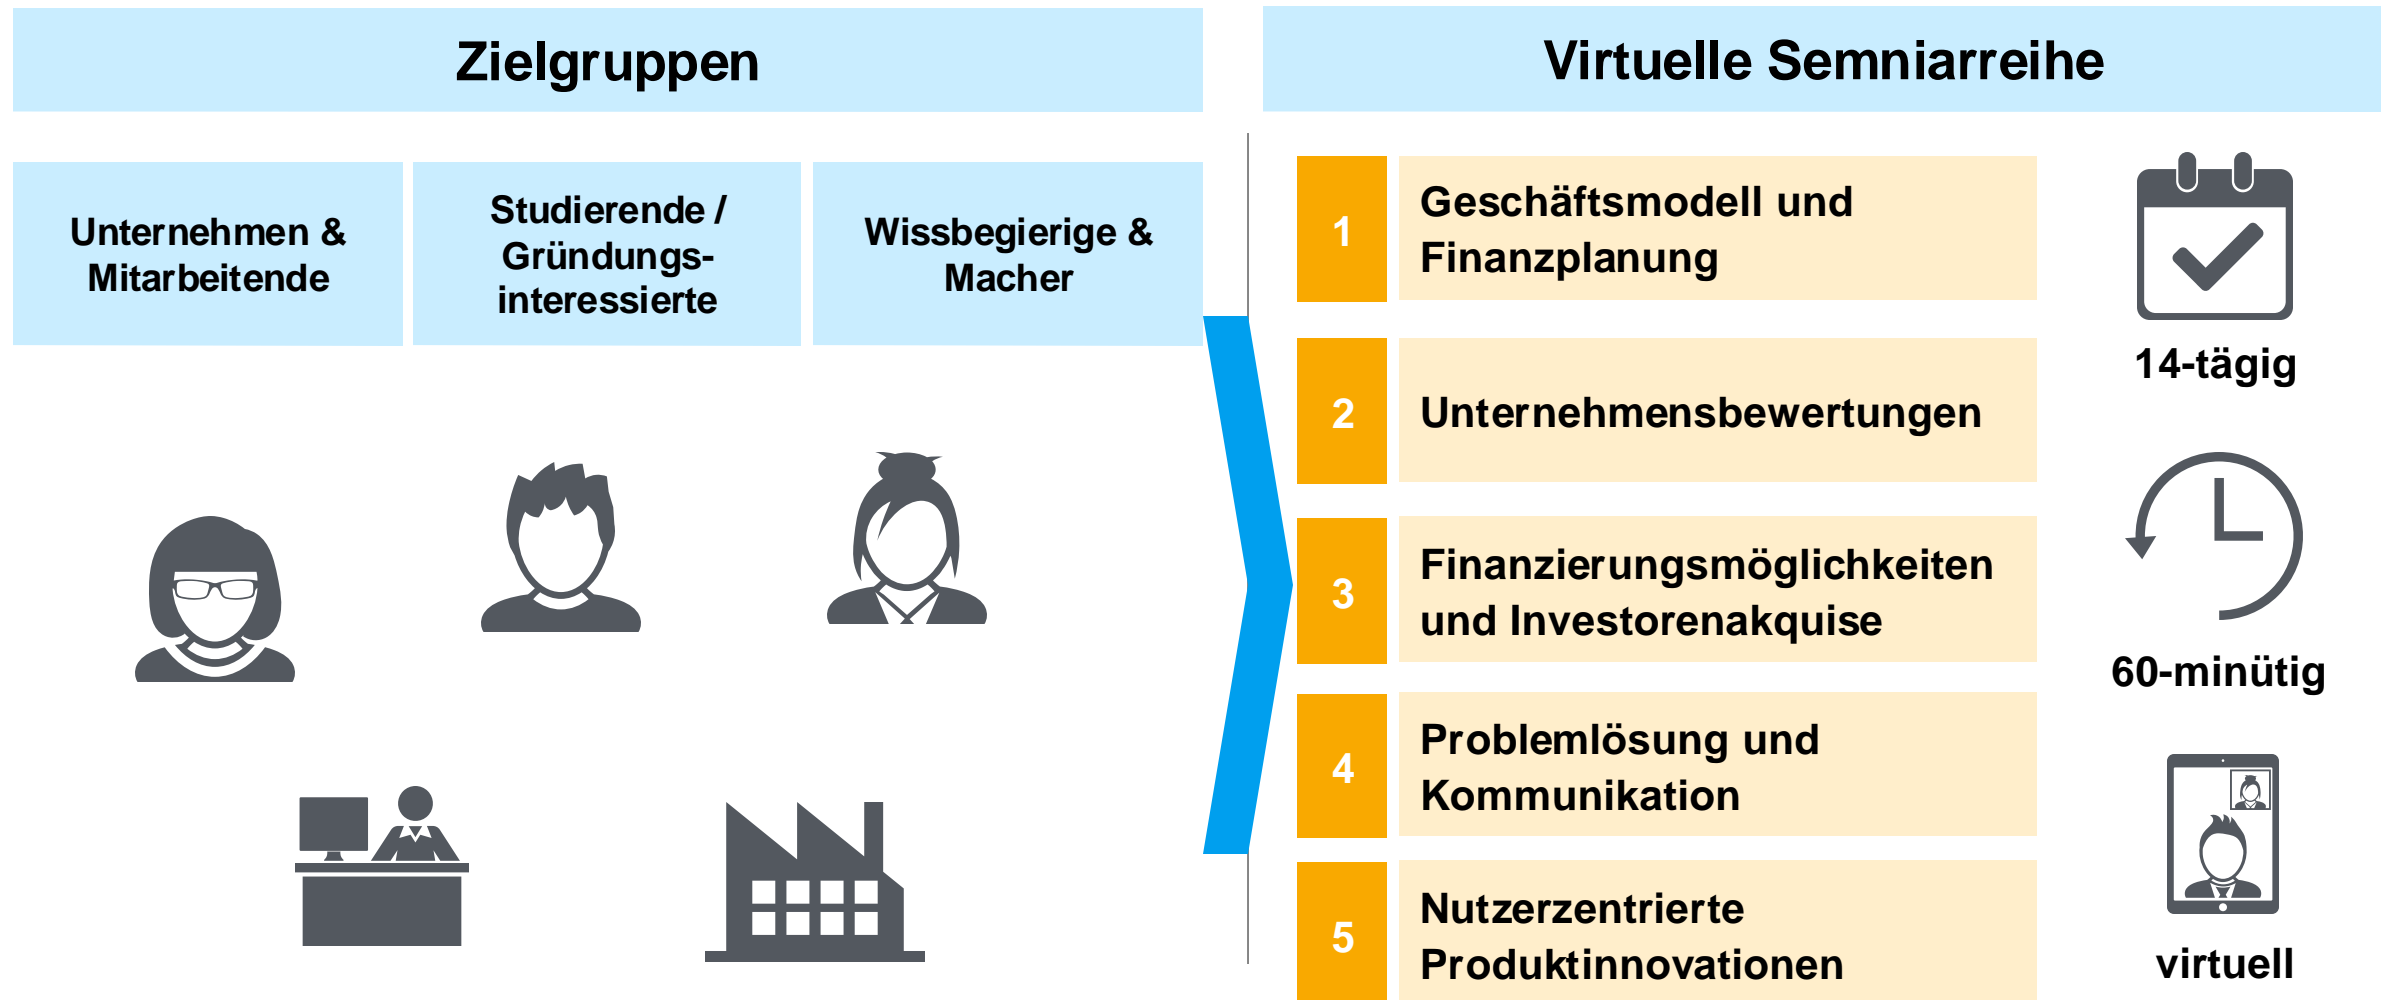 Zielgruppen
Unternehmen &
Mitarbeitende
Studierende /
Gründungs-
interessierte
Wissbegierige &
Macher
Virtuelle Semniarreihe
1
Geschäftsmodell und
Finanzplanung
2
Unternehmensbewertungen
3
Finanzierungsmöglichkeiten
und Investorenakquise
4
Problemlösung und
Kommunikation
5
Nutzerzentrierte
Produktinnovationen
14-tägig
60-minütig
virtuell